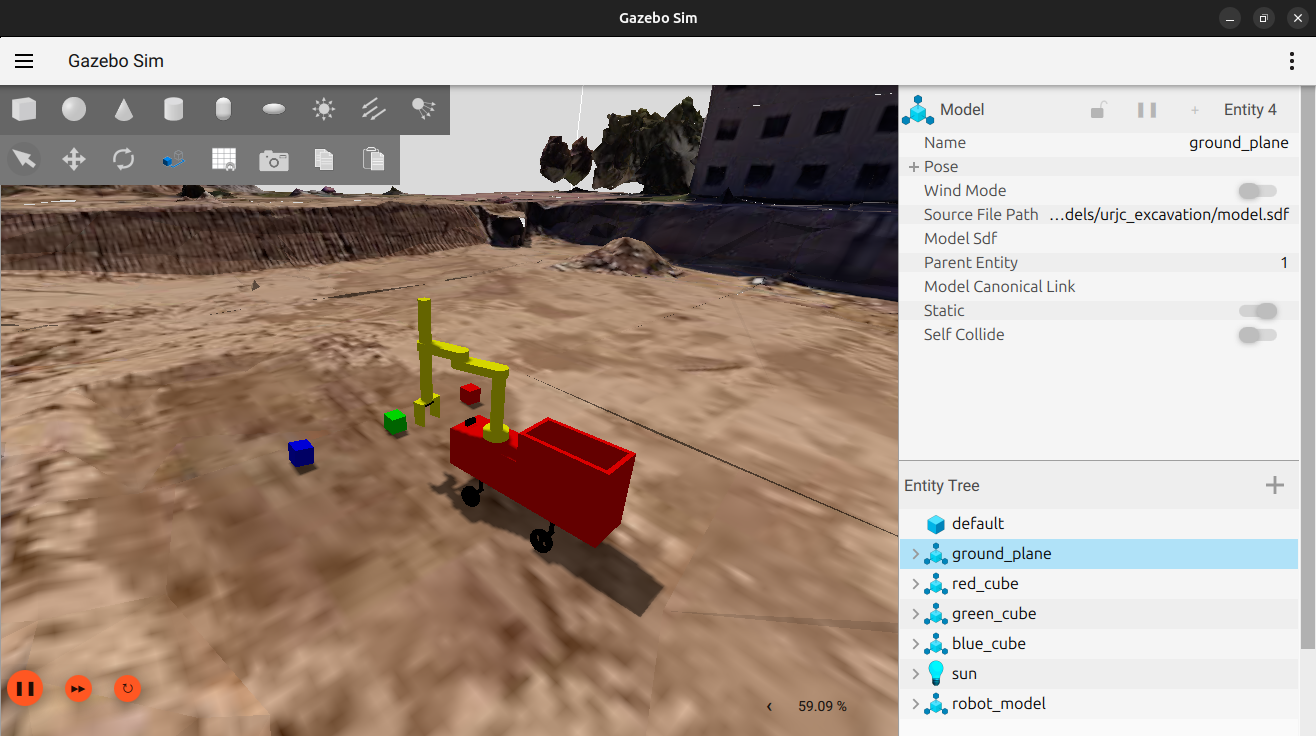 Gazebo Sim
Gazebo Sim
Model
Entity 4
Name
ground_plane
Pose
Wind Mode
Source File Path
...dels/urjc_excavation/model.sdf
Model Sdf
Parent Entity
1
Model Canonical Link
Static
Self Collide
Entity Tree
default
ground_plane
red_cube
green_cube
blue_cube
sun
robot_model
59.09 %